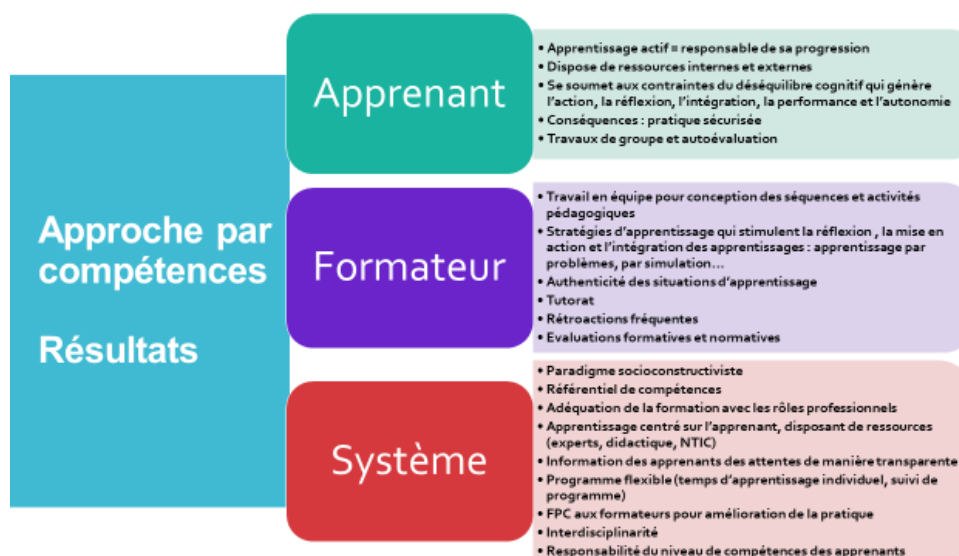 Approche par
compétences
Résultats
Apprenant
• Apprentissage actif = responsable de sa progression
• Dispose de ressources internes et externes
• Se soumet aux contraintes du déséquilibre cognitif qui génère
l'action, la réflexion, l'intégration, la performance et l'autonomie
• Conséquences : pratique sécurisée
• Travaux de groupe et autoévaluation
Formateur
• Travail en équipe pour conception des séquences et activités
pédagogiques
• Stratégies d'apprentissage qui stimulent la réflexion , la mise en
action et l'intégration des apprentissages : apprentissage par
problèmes, par simulation...
• Authenticité des situations d'apprentissage
• Tutorat
• Rétroactions fréquentes
• Evaluations formatives et normatives
Système
• Paradigme socioconstructiviste
• Référentiel de compétences
• Adéquation de la formation avec les rôles professionnels
• Apprentissage centré sur l'apprenant, disposant de ressources
(experts, didactique, NTIC)
• Information des apprenants des attentes de manière transparente
• Programme flexible (temps d'apprentissage individuel, suivi de
programme)
• FPC aux formateurs pour amélioration de la pratique
• Interdisciplinarité
• Responsabilité du niveau de compétences des apprenants